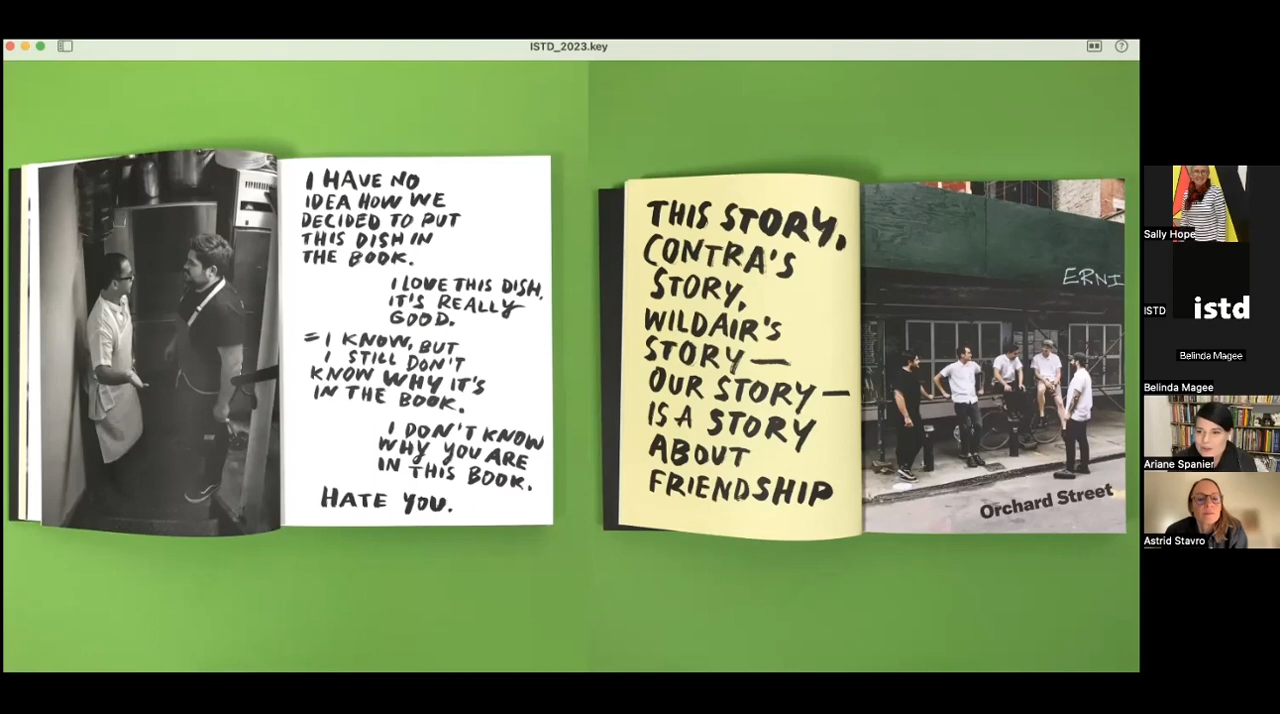 ISTD_2023.key
I HAVE NO
IDEA HOW WE
DECIDED TO PUT
THIS DISH IN
THE BOOK.
I LOVE THIS DISH.
IT'S REALLY
GOOD.
= I KNOW, BUT
I STILL DON'T
KNOW WHY IT'S
IN THE BOOK.
I DON'T KNOW
WHY YOU ARE
IN THIS BOOK.
HATE YOU.
THIS STORY,
CONTRA'S
STORY,
WILDAIR'S
STORY—
OUR STORY—
IS A STORY
ABOUT
FRIENDSHIP
ERNI
Orchard Street
Sally Hope
istd
ISTD
Belinda Magee
Belinda Magee
Ariane Spanier
Astrid Stavro